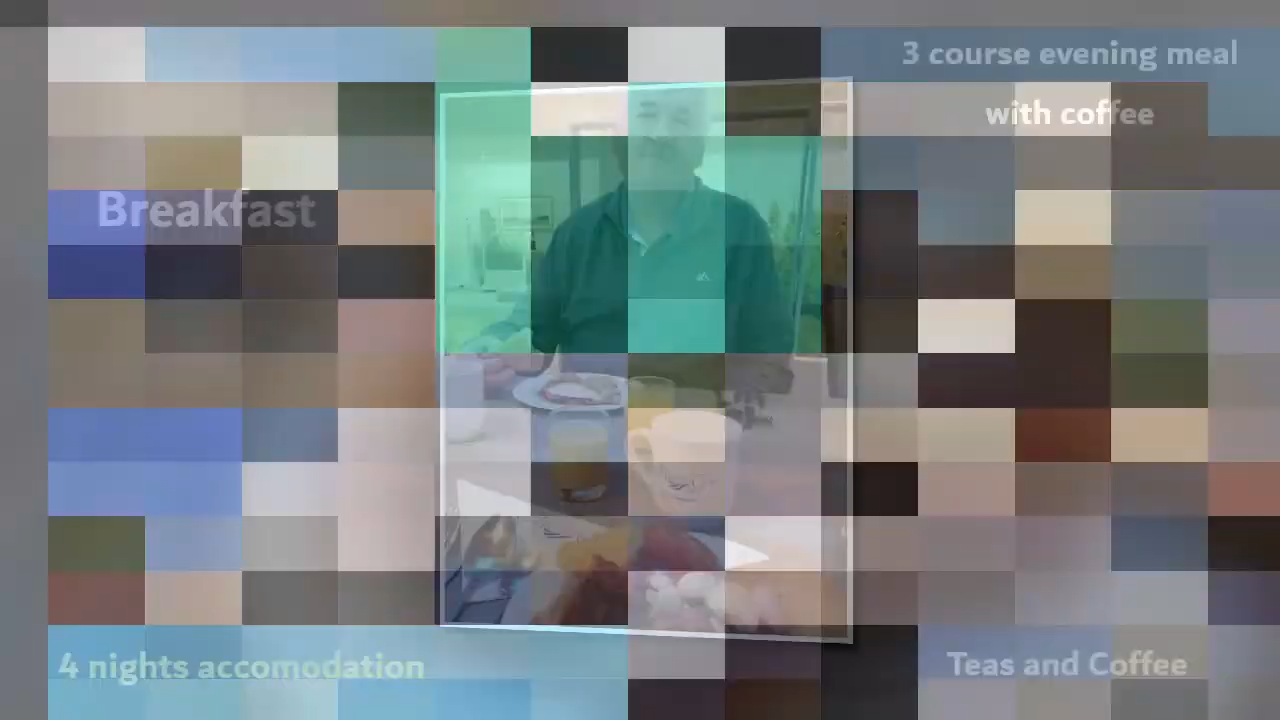 3 course evening meal
with coffee
Breakfast
4 nights accomodation
Teas and Coffee